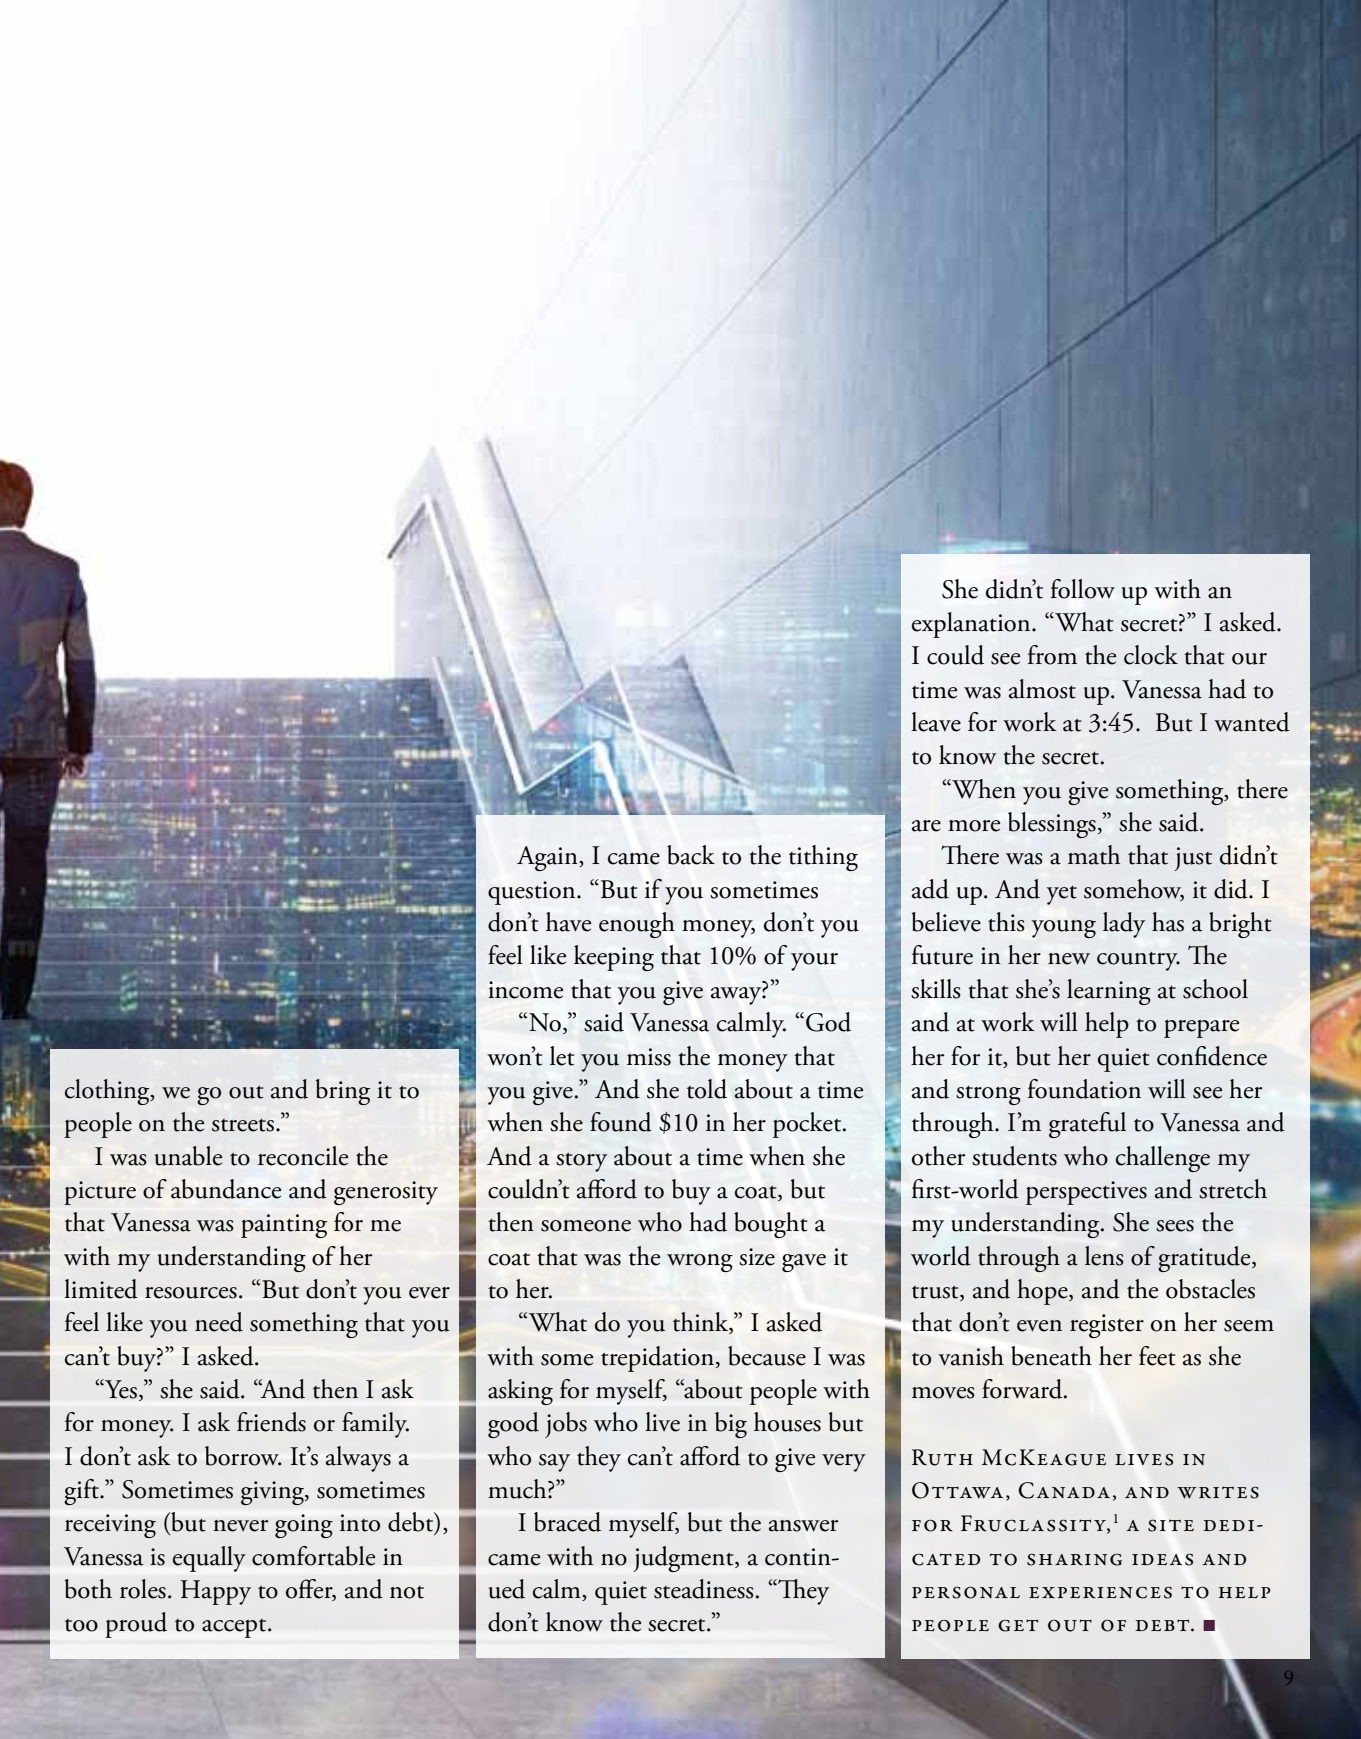 clothing, we go out and bring it to
people on the streets.”
I was unable to reconcile the
picture of abundance and generosity
that Vanessa was painting for me
with my understanding of her
limited resources. “But don’t you ever
feel like you need something that you
can’t buy?” I asked.
“Yes,” she said. “And then I ask
for money. I ask friends or family.
I don’t ask to borrow. It’s always a
gift.” Sometimes giving, sometimes
receiving (but never going into debt),
Vanessa is equally comfortable in
both roles. Happy to offer, and not
too proud to accept.
Again, I came back to the tithing
question. “But if you sometimes
don’t have enough money, don’t you
feel like keeping that 10% of your
income that you give away?”
“No,” said Vanessa calmly. “God
won’t let you miss the money that
you give.” And she told about a time
when she found $10 in her pocket.
And a story about a time when she
couldn’t afford to buy a coat, but
then someone who had bought a
coat that was the wrong size gave it
to her.
“What do you think,” I asked
with some trepidation, because I was
asking for myself, “about people with
good jobs who live in big houses but
who say they can’t afford to give very
much?”
I braced myself, but the answer
came with no judgment, a contin-
ued calm, quiet steadiness. “They
don’t know the secret.”
She didn’t follow up with an
explanation. “What secret?” I asked.
I could see from the clock that our
time was almost up. Vanessa had to
leave for work at 3:45. But I wanted
to know the secret.
“When you give something, there
are more blessings,” she said.
There was a math that just didn’t
add up. And yet somehow, it did. I
believe this young lady has a bright
future in her new country. The
skills that she’s learning at school
and at work will help to prepare
her for it, but her quiet confidence
and strong foundation will see her
through. I’m grateful to Vanessa and
other students who challenge my
first-world perspectives and stretch
my understanding. She sees the
world through a lens of gratitude,
trust, and hope, and the obstacles
that don’t even register on her seem
to vanish beneath her feet as she
moves forward.
Ruth McKeague lives in
Ottawa, Canada, and writes
for Fruclassity,¹ a site dedi-
cated to sharing ideas and
personal experiences to help
people get out of debt. ■
9